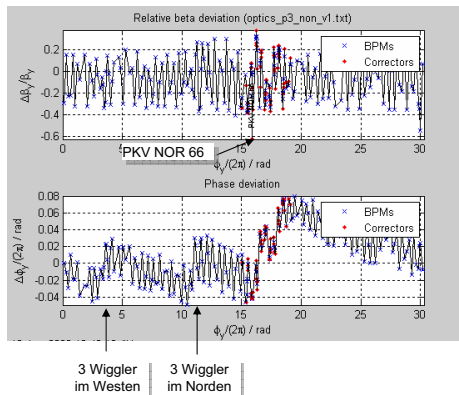 Relative beta deviation (optics_p3_non_v1.txt)
0.2
0
-0.2
-0.4
-0.6
Δβy/βy
BPMs
Correctors
0 5 10 15 20 25 30
ϕy/(2π) / rad
PKV NOR 66
Phase deviation
0.08
0.06
0.04
0.02
0
-0.02
-0.04
Δϕy/(2π) / rad
BPMs
Correctors
0 5 10 15 20 25 30
ϕy/(2π) / rad
3 Wiggler
im Westen
3 Wiggler
im Norden